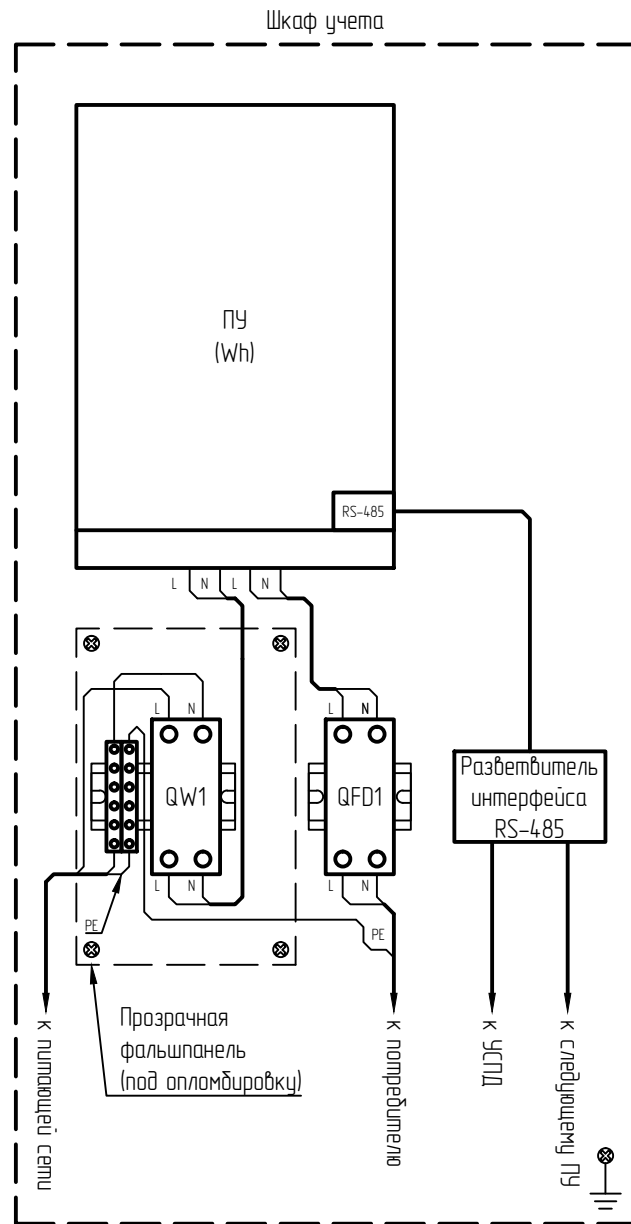 Шкаф учета
ПУ
(Wh)
RS-485
L N L N
L N
L N
QW1
QFD1
Разветвитель
интерфейса
RS-485
L N
L N
PE
PE
Прозрачная
фальшпанель
(под опломбировку)
к питающей сети
к потребителю
к УСПД
к следующему ПУ